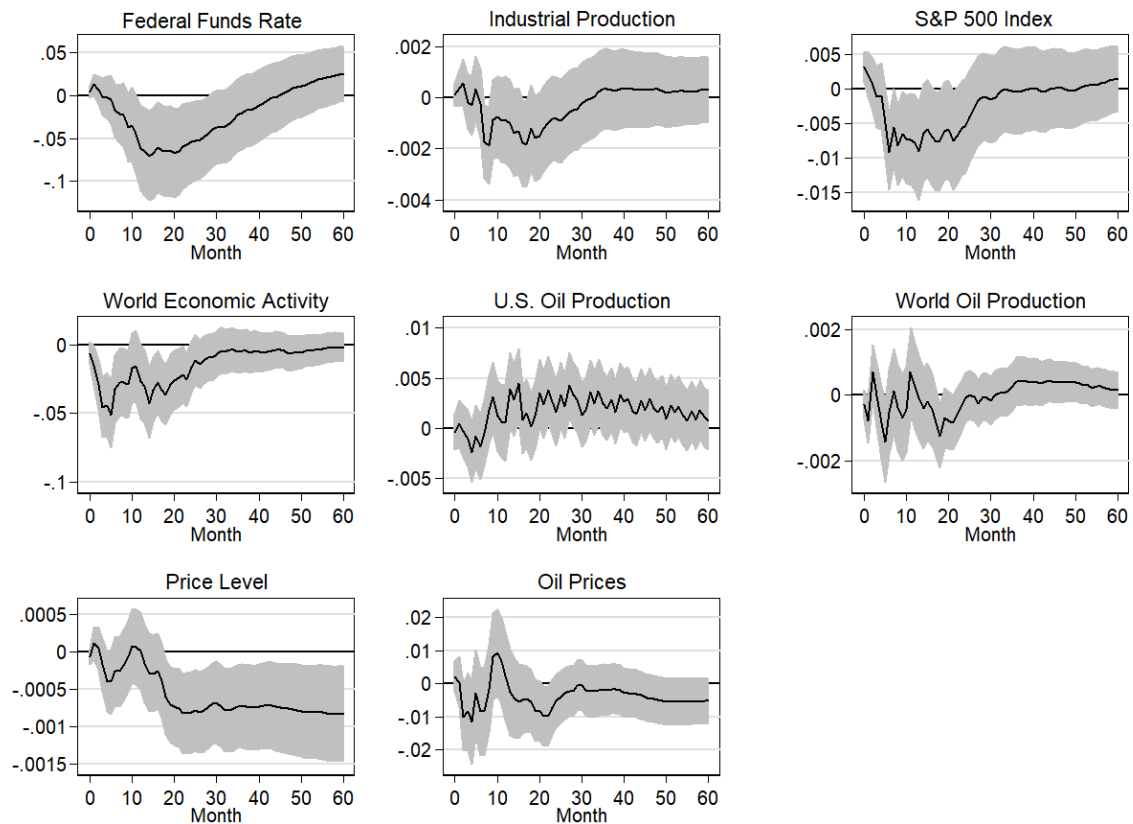 Federal Funds Rate
.05
0
-.05
-.1
0 10 20 30 40 50 60
Month
Industrial Production
.002
0
-.002
-.004
0 10 20 30 40 50 60
Month
S&P 500 Index
.005
0
-.005
-.01
-.015
0 10 20 30 40 50 60
Month
World Economic Activity
0
-.05
-.1
0 10 20 30 40 50 60
Month
U.S. Oil Production
.01
.005
0
-.005
0 10 20 30 40 50 60
Month
World Oil Production
.002
0
-.002
0 10 20 30 40 50 60
Month
Price Level
.0005
0
-.0005
-.001
-.0015
0 10 20 30 40 50 60
Month
Oil Prices
.02
.01
0
-.01
-.02
0 10 20 30 40 50 60
Month